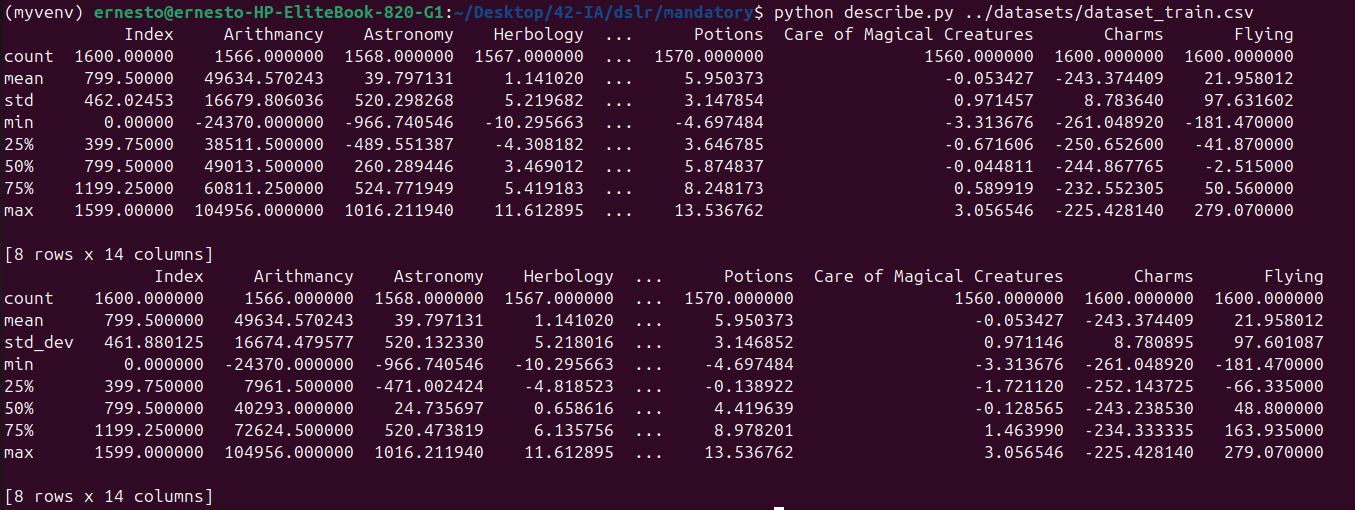 (myvenv) ernesto@ernesto-HP-EliteBook-820-G1:~/Desktop/42-IA/dslr/mandatory$ python describe.py ../datasets/dataset_train.csv
Index Arithmancy Astronomy Herbology ... Potions Care of Magical Creatures Charms Flying
count 1600.00000 1566.000000 1568.000000 1567.000000 ... 1570.000000 1560.000000 1600.000000 1600.000000
mean 799.50000 49634.570243 39.797131 1.141020 ... 5.950373 -0.053427 -243.374409 21.958012
std 462.02453 16679.806036 520.298268 5.219682 ... 3.147854 0.971457 8.783640 97.631602
min 0.00000 -24370.000000 -966.740546 -10.295663 ... -4.697484 -3.313676 -261.048920 -181.470000
25% 399.75000 38511.500000 -489.551387 -4.308182 ... 3.646785 -0.671606 -250.652600 -41.870000
50% 799.50000 49013.500000 260.289446 3.469012 ... 5.874837 -0.044811 -244.867765 -2.515000
75% 1199.25000 60811.250000 524.771949 5.419183 ... 8.248173 0.589919 -232.552305 50.560000
max 1599.00000 104956.000000 1016.211940 11.612895 ... 13.536762 3.056546 -225.428140 279.070000
[8 rows x 14 columns]
Index Arithmancy Astronomy Herbology ... Potions Care of Magical Creatures Charms Flying
count 1600.000000 1566.000000 1568.000000 1567.000000 ... 1570.000000 1560.000000 1600.000000 1600.000000
mean 799.500000 49634.570243 39.797131 1.141020 ... 5.950373 -0.053427 -243.374409 21.958012
std_dev 461.880125 16674.479577 520.132330 5.218016 ... 3.146852 0.971146 8.780895 97.601087
min 0.000000 -24370.000000 -966.740546 -10.295663 ... -4.697484 -3.313676 -261.048920 -181.470000
25% 399.750000 7961.500000 -471.002424 -4.818523 ... -0.138922 -1.721120 -252.143725 -66.335000
50% 799.500000 40293.000000 24.735697 0.658616 ... 4.419639 -0.128565 -243.238530 48.800000
75% 1199.250000 72624.500000 520.473819 6.135756 ... 8.978201 1.463990 -234.333335 163.935000
max 1599.000000 104956.000000 1016.211940 11.612895 ... 13.536762 3.056546 -225.428140 279.070000
[8 rows x 14 columns]